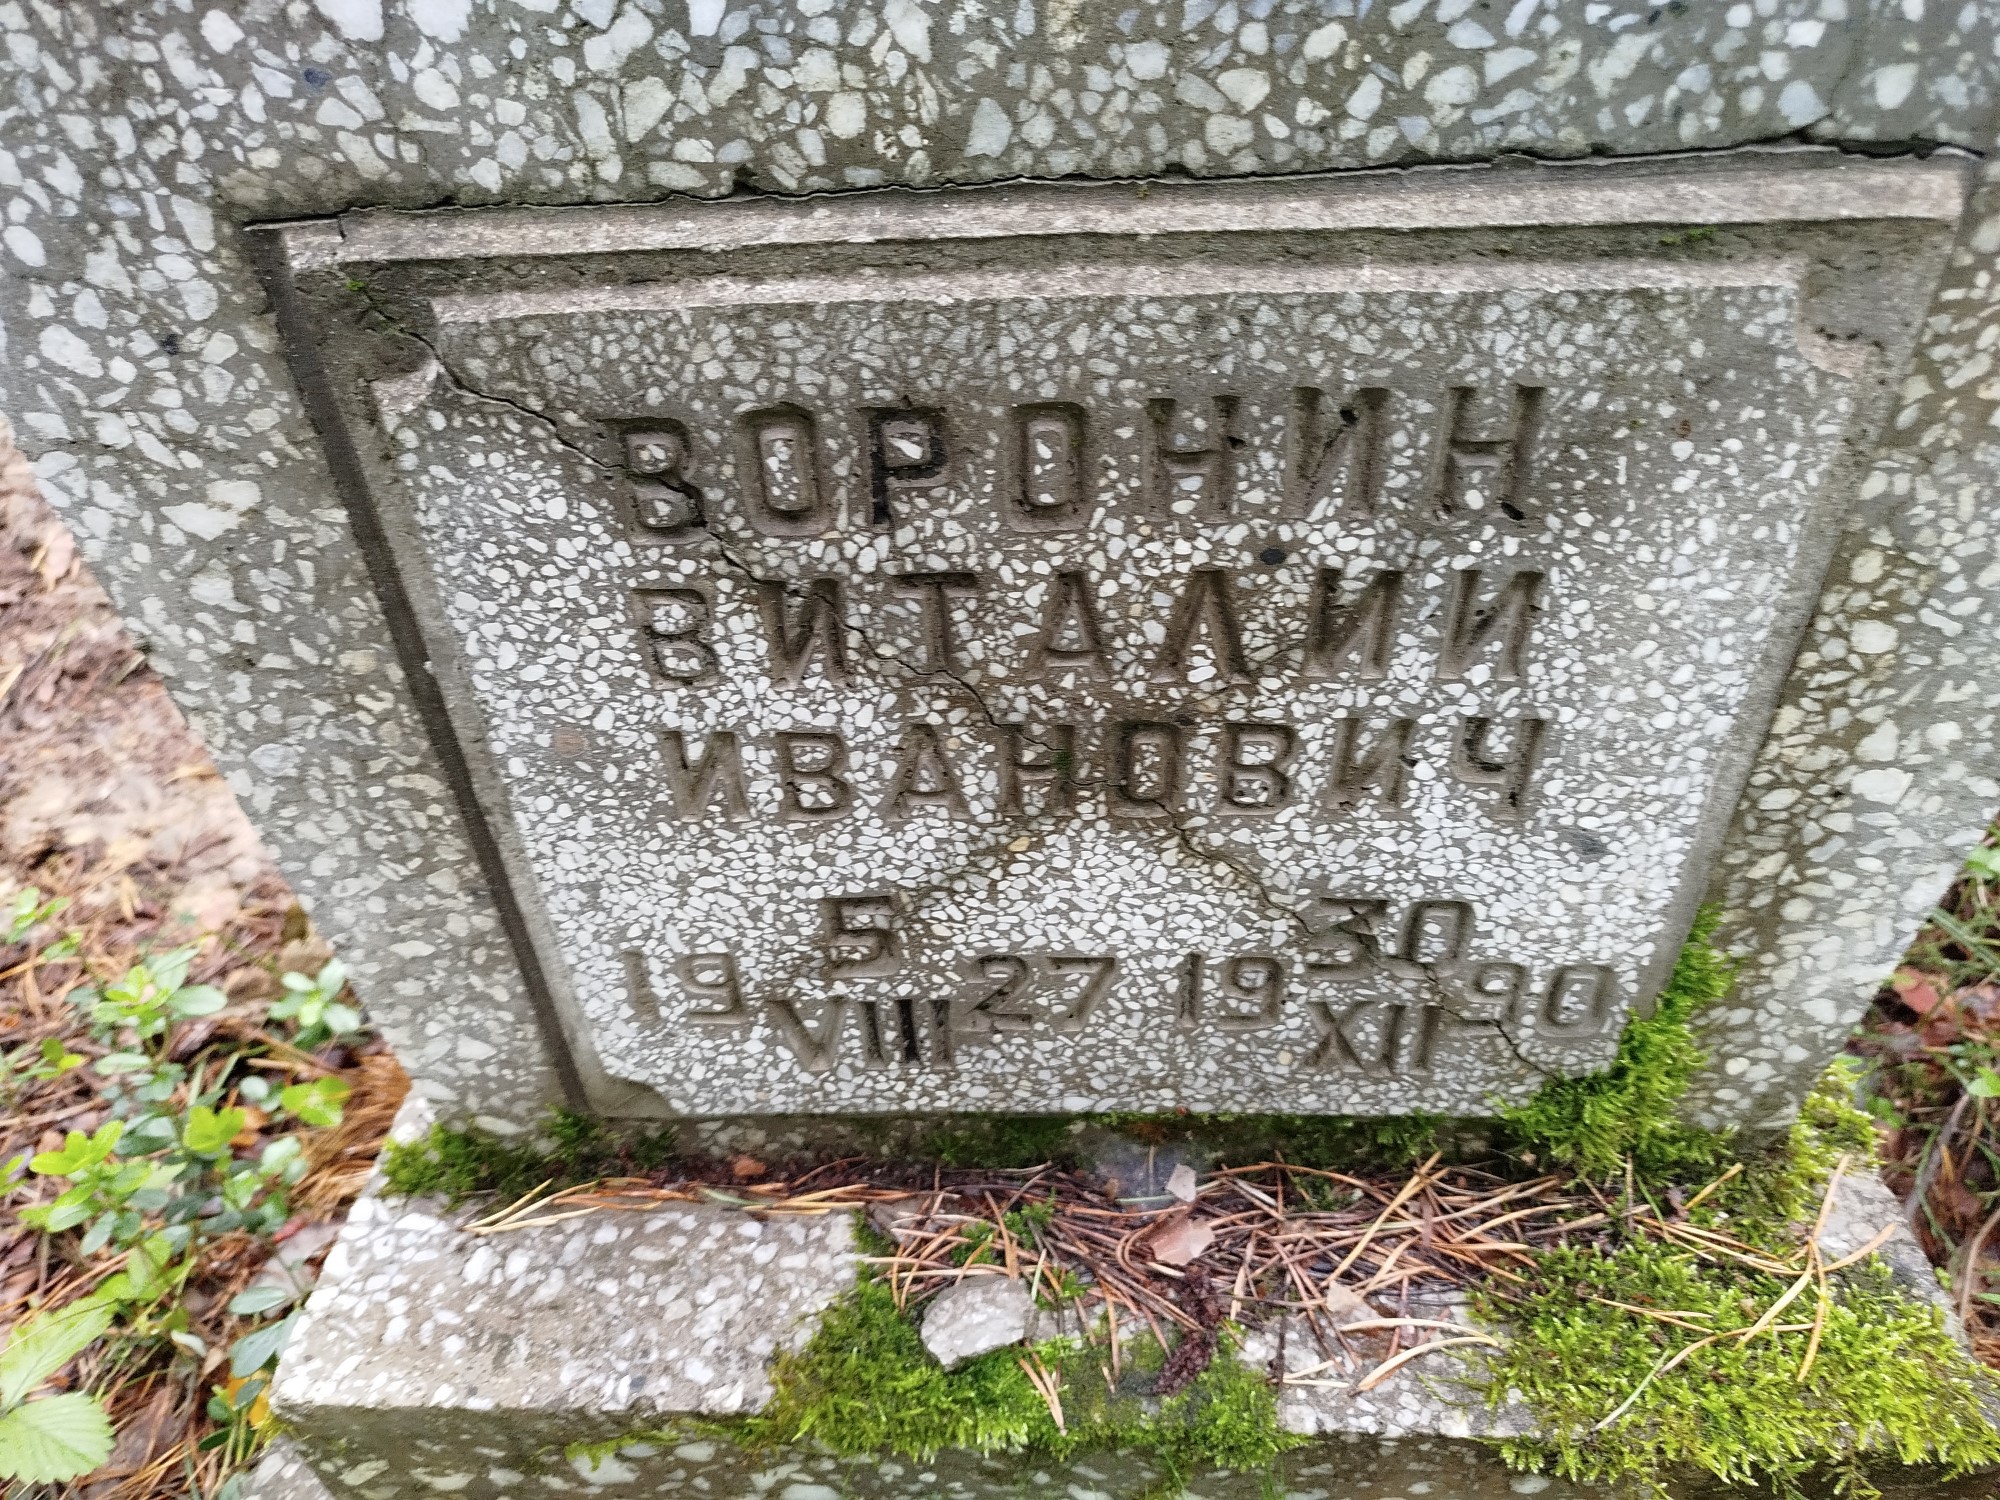 ВОРОНИН
ВИТАЛИИ
ИВАНОВИЧ
19 5 VIII 27 19 30 XII 90